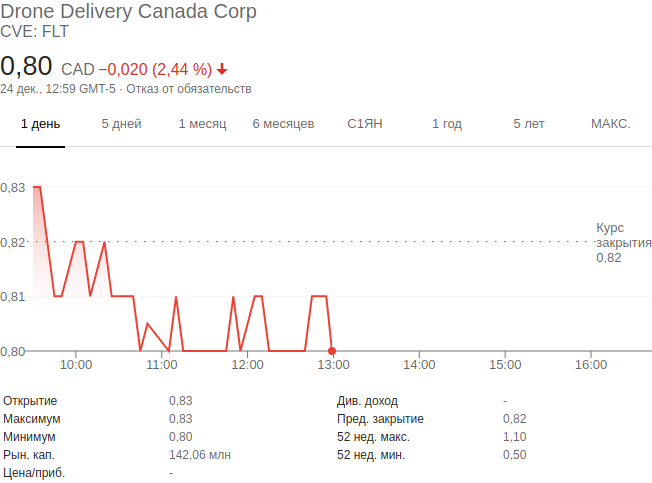 Drone Delivery Canada Corp
CVE: FLT
0,80 CAD −0,020 (2,44 %)
24 дек., 12:59 GMT-5 · Отказ от обязательств
1 день 5 дней 1 месяц 6 месяцев С1ЯН 1 год 5 лет МАКС.
0,83
0,82
0,81
0,80
Курс
закрытия
0,82
10:00 11:00 12:00 13:00 14:00 15:00 16:00
Открытие 0,83 Див. доход -
Максимум 0,83 Пред. закрытие 0,82
Минимум 0,80 52 нед. макс. 1,10
Рын. кап. 142,06 млн 52 нед. мин. 0,50
Цена/приб. -